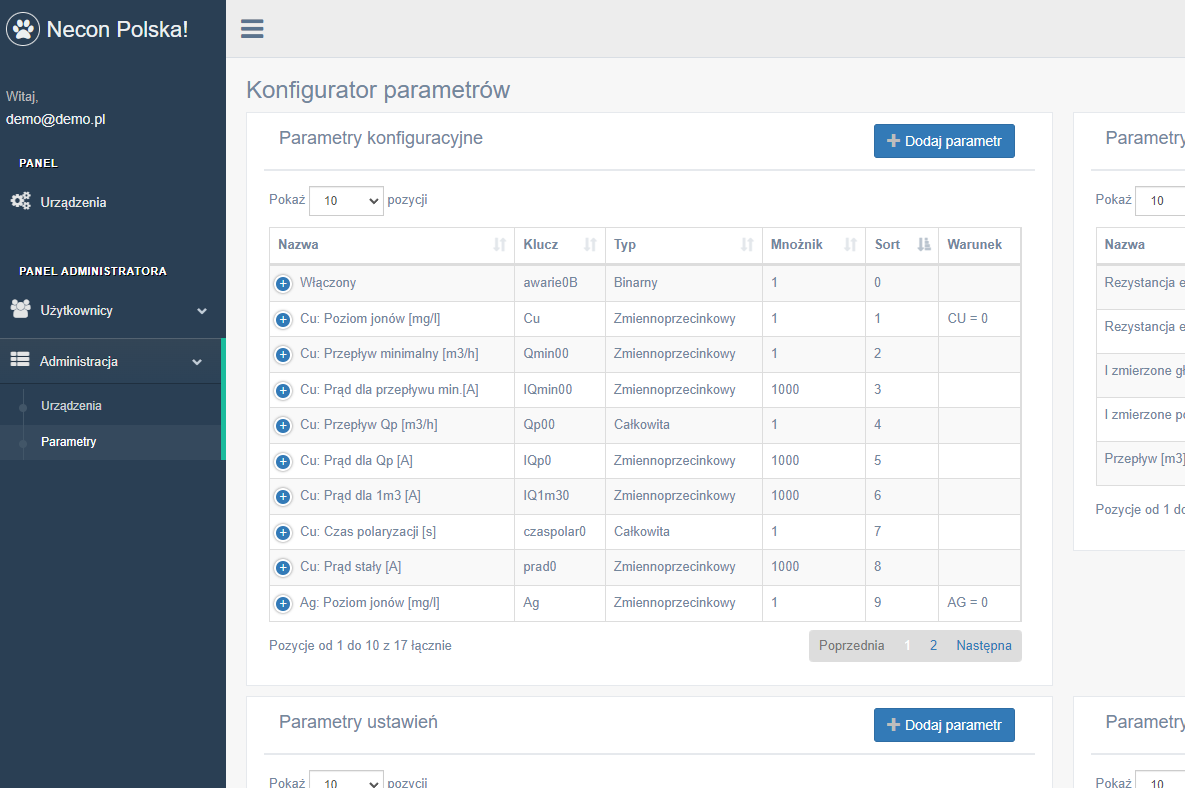 Necon Polska!
Witaj,
demo@demo.pl
PANEL
Urządzenia
PANEL ADMINISTRATORA
Użytkownicy
Administracja
Urządzenia
Parametry
Konfigurator parametrów
Parametry konfiguracyjne
Dodaj parametr
Pokaż 10 pozycji
Nazwa Klucz Typ Mnożnik Sort Warunek
Włączony awarie0B Binarny 1 0
Cu: Poziom jonów [mg/l] Cu Zmiennoprzecinkowy 1 1 CU = 0
Cu: Przepływ minimalny [m3/h] Qmin00 Zmiennoprzecinkowy 1 2
Cu: Prąd dla przepływu min.[A] IQmin00 Zmiennoprzecinkowy 1000 3
Cu: Przepływ Qp [m3/h] Qp00 Całkowita 1 4
Cu: Prąd dla Qp [A] IQp0 Zmiennoprzecinkowy 1000 5
Cu: Prąd dla 1m3 [A] IQ1m30 Zmiennoprzecinkowy 1000 6
Cu: Czas polaryzacji [s] czaspolar0 Całkowita 1 7
Cu: Prąd stały [A] prad0 Zmiennoprzecinkowy 1000 8
Ag: Poziom jonów [mg/l] Ag Zmiennoprzecinkowy 1 9 AG = 0
Pozycje od 1 do 10 z 17 łącznie
Poprzednia 1 2 Następna
Parametry
Pokaż 10
Nazwa
Rezystancja e
Rezystancja e
I zmierzone gł
I zmierzone po
Przepływ [m3]
Pozycje od 1 do
Parametry ustawień
Dodaj parametr
Pokaż 10 pozycji
Parametry
Pokaż 10